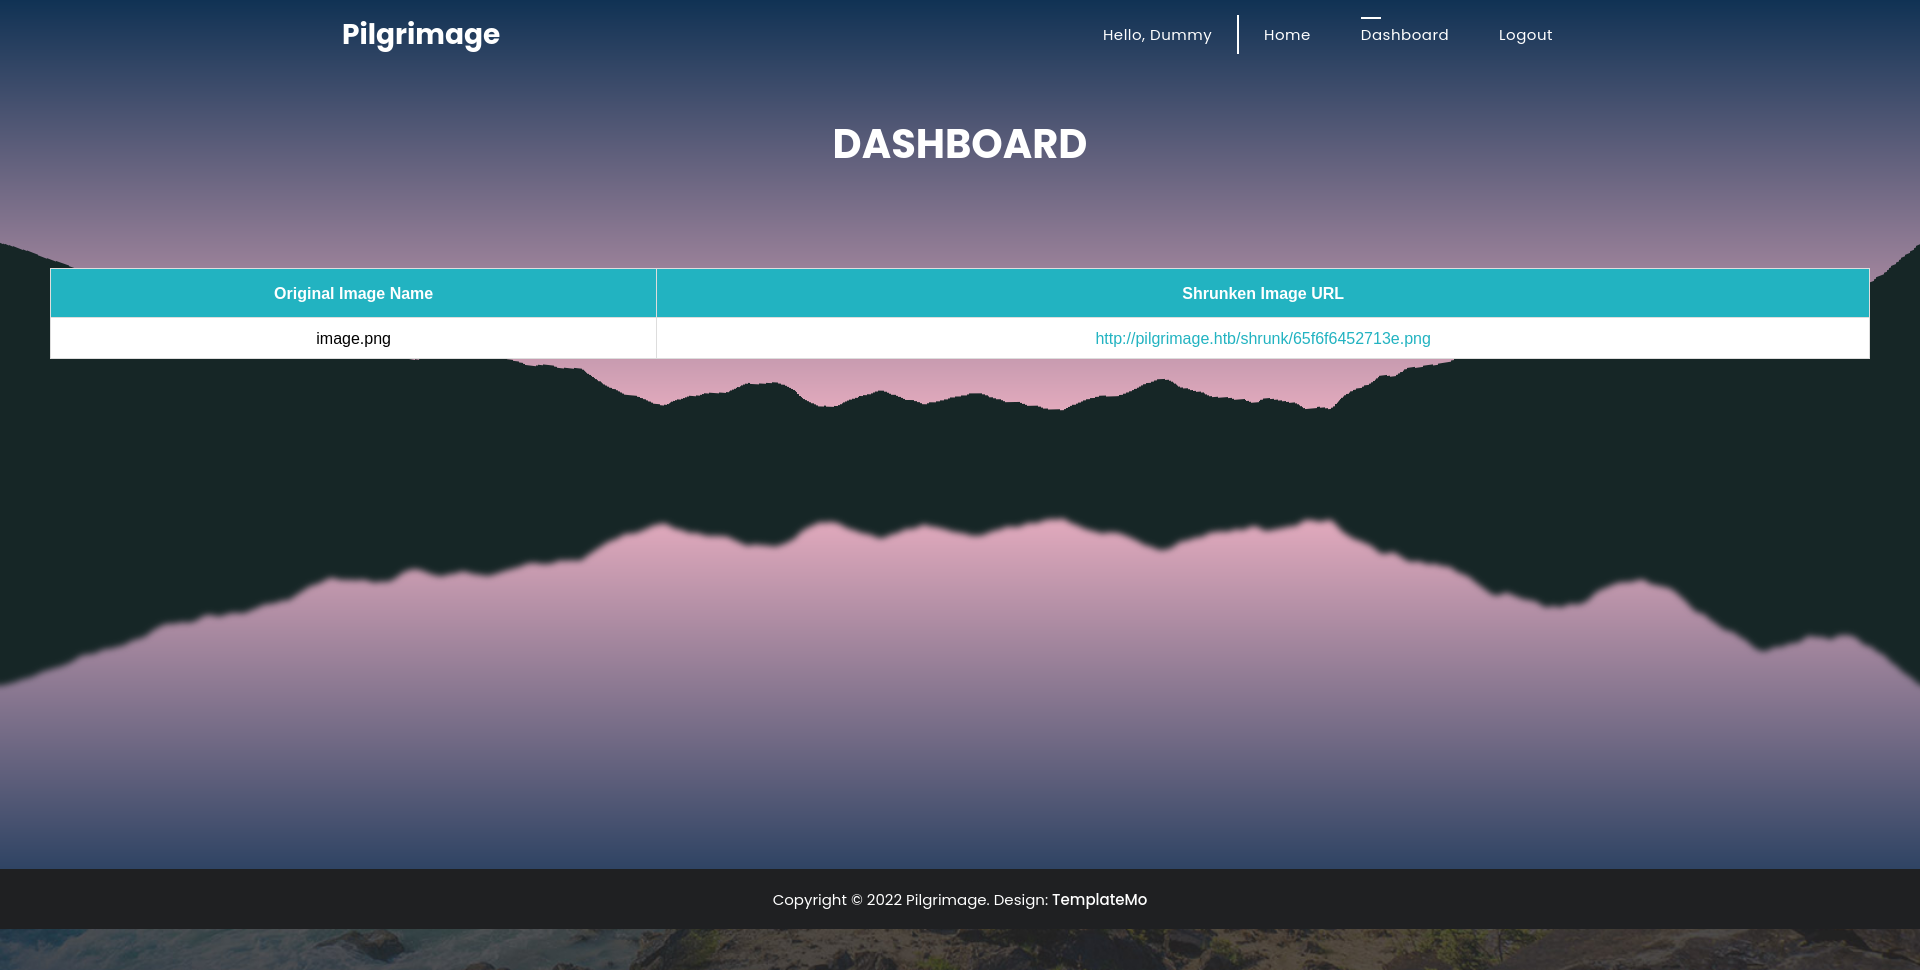 Pilgrimage
Hello, Dummy
Home
Dashboard
Logout
DASHBOARD
Original Image Name
Shrunken Image URL
image.png
http://pilgrimage.htb/shrunk/65f6f6452713e.png
Copyright © 2022 Pilgrimage. Design: TemplateMo